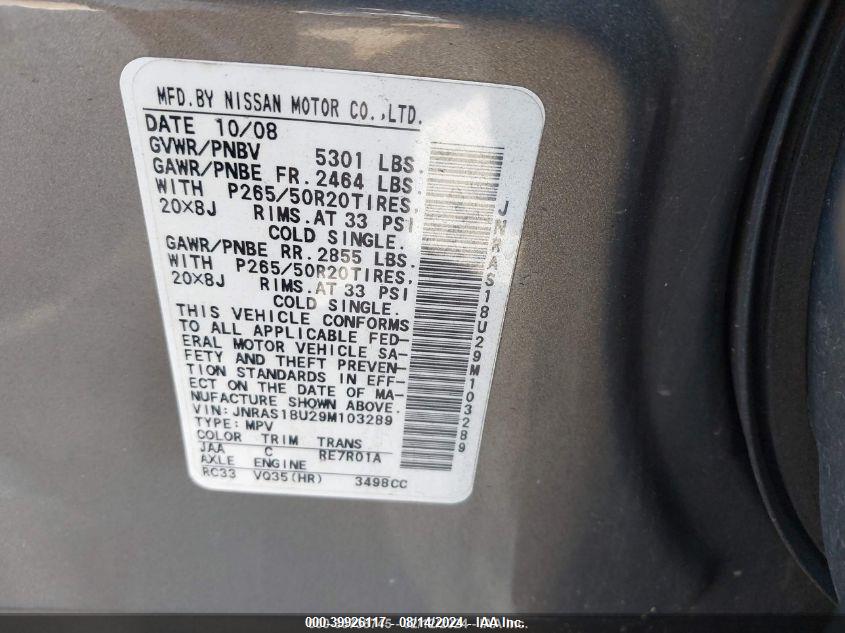 MFD.BY NISSAN MOTOR CO.,LTD.
DATE 10/08
GVWR/PNBV 5301 LBS.
GAWR/PNBE FR. 2464 LBS.
WITH P265/50R20TIRES,
20×8J RIMS.AT 33 PSI
COLD SINGLE.
GAWR/PNBE RR. 2855 LBS.
WITH P265/50R20TIRES,
20×8J RIMS.AT 33 PSI
COLD SINGLE.
THIS VEHICLE CONFORMS
TO ALL APPLICABLE FED-
ERAL MOTOR VEHICLE SA-
FETY AND THEFT PREVEN-
TION STANDARDS IN EFF-
ECT ON THE DATE OF MA-
NUFACTURE SHOWN ABOVE.
VIN: JNRAS18U29M103289
TYPE: MPV
COLOR TRIM TRANS
JAA C RE7R01A
AXLE ENGINE
RC33 VQ35(HR) 3498CC
JNRAS18U29M103289
000-39926117 - 08/14/2024 - IAA Inc.